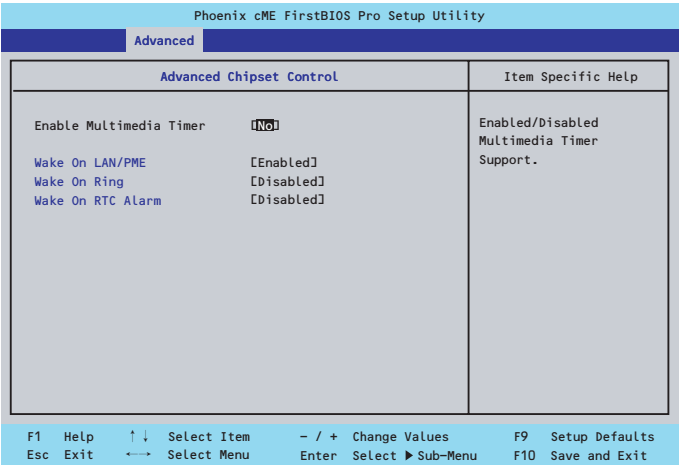 Phoenix cME FirstBIOS Pro Setup Utility
Advanced
Advanced Chipset Control
Item Specific Help
Enable Multimedia Timer [No]
Wake On LAN/PME [Enabled]
Wake On Ring [Disabled]
Wake On RTC Alarm [Disabled]
Enabled/Disabled
Multimedia Timer
Support.
F1 Help ↑↓ Select Item - / + Change Values F9 Setup Defaults
Esc Exit ←→ Select Menu Enter Select ▶ Sub-Menu F10 Save and Exit